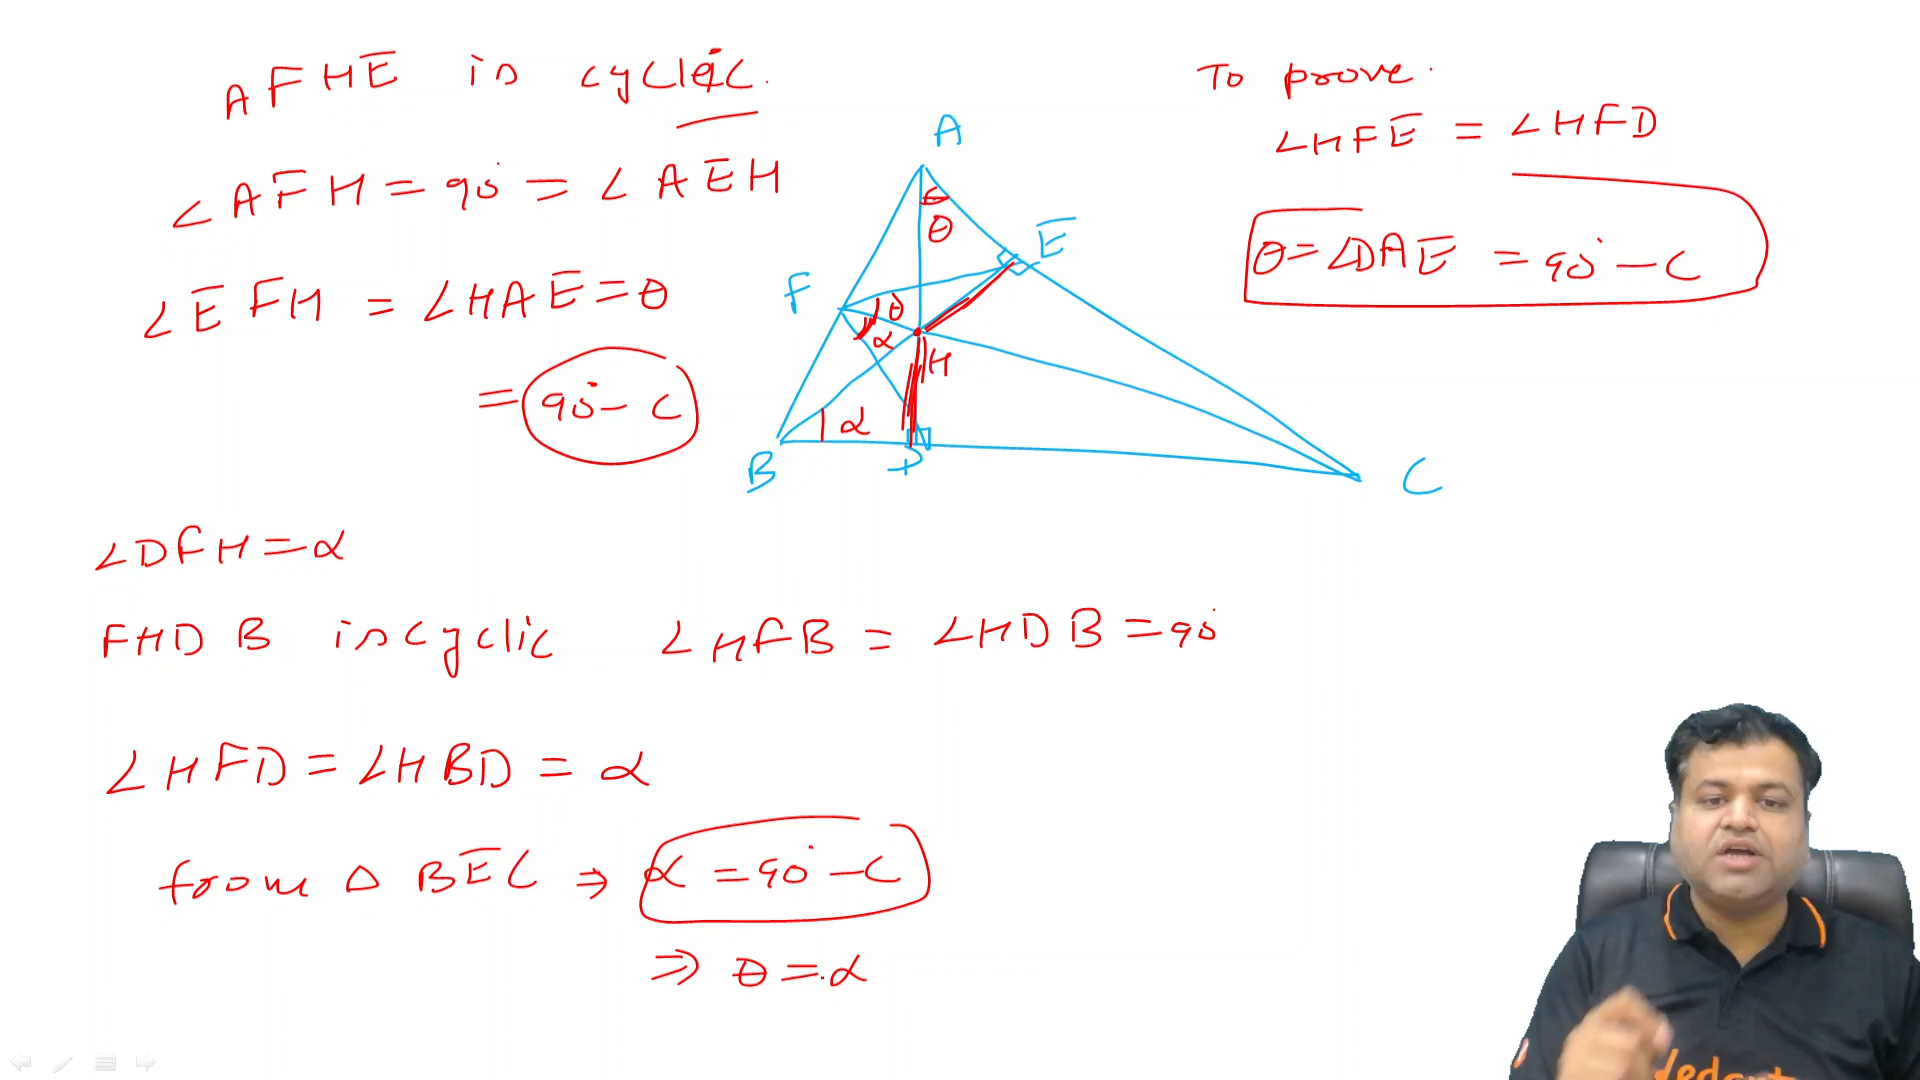 AFHE is cyclic.
∠AFH = 90° = ∠AEH
∠EFH = ∠HAE = θ
= 90° - C
To prove.
∠HFE = ∠HFD
θ = ∠DAE = 90° - C
A
θ
E
F
θ
α
H
α
B
D
C
∠DFH = α
FHDB is cyclic ∠HFB = ∠HDB = 90°
∠HFD = ∠HBD = α
from △ BEC ⇒ α = 90° - C
⇒ θ = α